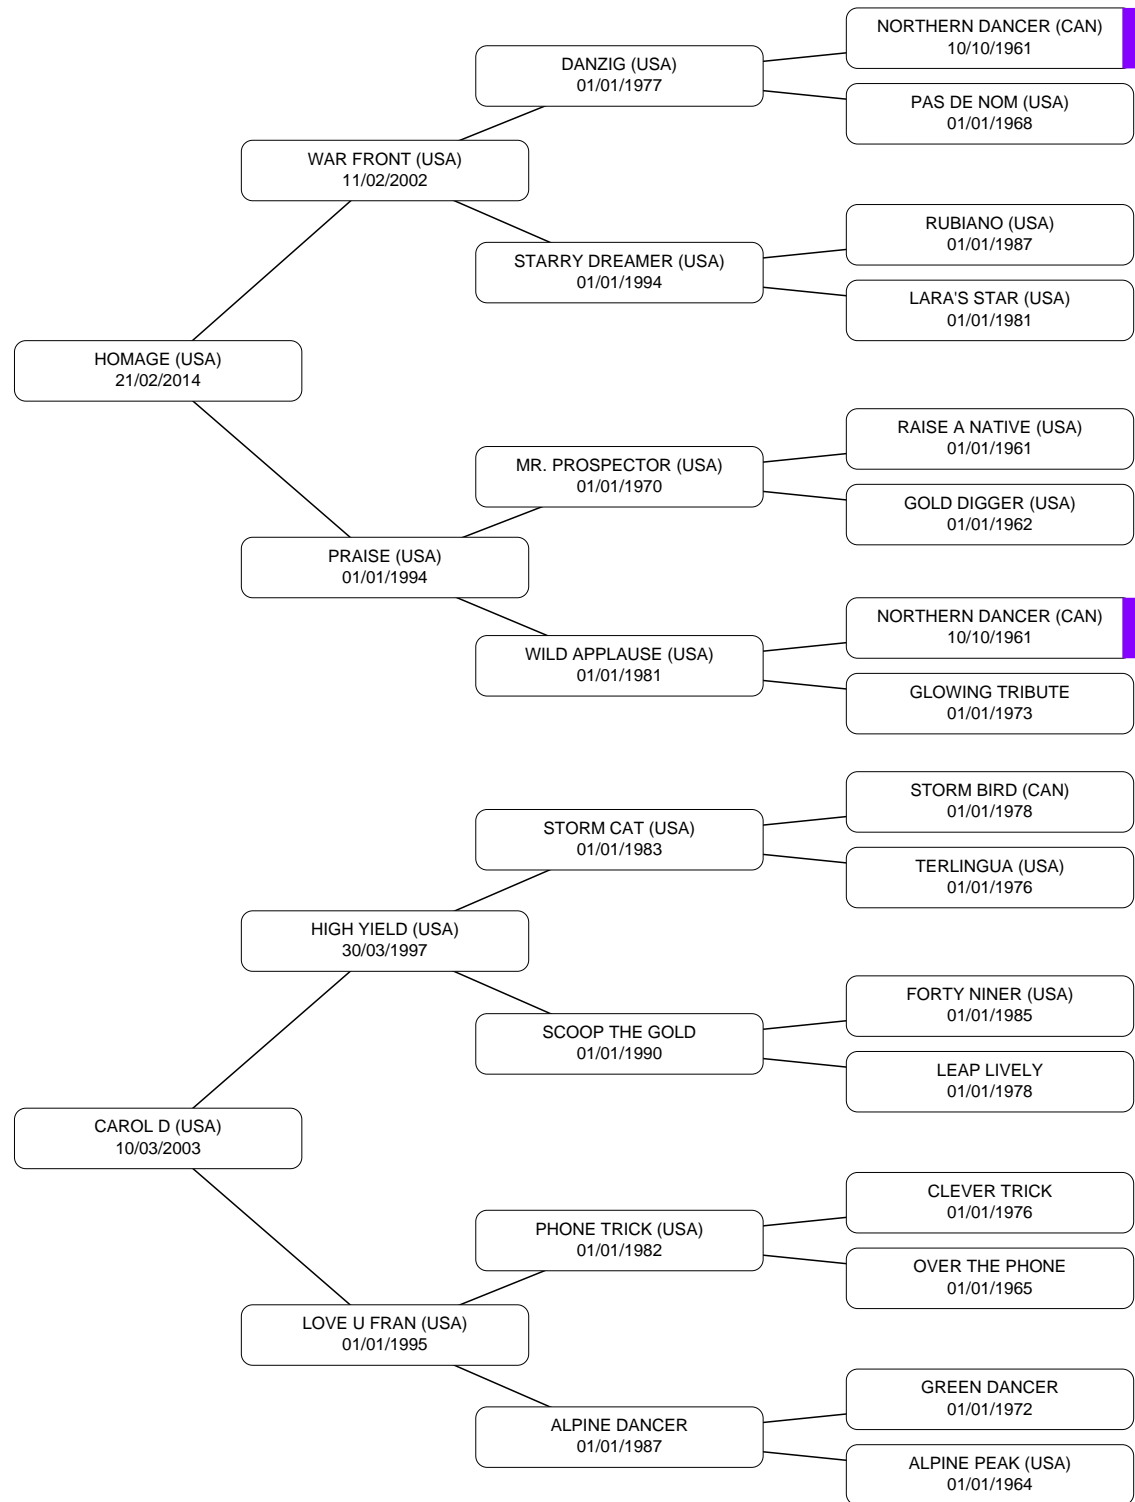 NORTHERN DANCER (CAN)
10/10/1961
DANZIG (USA)
01/01/1977
PAS DE NOM (USA)
01/01/1968
WAR FRONT (USA)
11/02/2002
RUBIANO (USA)
01/01/1987
STARRY DREAMER (USA)
01/01/1994
LARA'S STAR (USA)
01/01/1981
HOMAGE (USA)
21/02/2014
RAISE A NATIVE (USA)
01/01/1961
MR. PROSPECTOR (USA)
01/01/1970
GOLD DIGGER (USA)
01/01/1962
PRAISE (USA)
01/01/1994
NORTHERN DANCER (CAN)
10/10/1961
WILD APPLAUSE (USA)
01/01/1981
GLOWING TRIBUTE
01/01/1973
STORM BIRD (CAN)
01/01/1978
STORM CAT (USA)
01/01/1983
TERLINGUA (USA)
01/01/1976
HIGH YIELD (USA)
30/03/1997
FORTY NINER (USA)
01/01/1985
SCOOP THE GOLD
01/01/1990
LEAP LIVELY
01/01/1978
CAROL D (USA)
10/03/2003
CLEVER TRICK
01/01/1976
PHONE TRICK (USA)
01/01/1982
OVER THE PHONE
01/01/1965
LOVE U FRAN (USA)
01/01/1995
GREEN DANCER
01/01/1972
ALPINE DANCER
01/01/1987
ALPINE PEAK (USA)
01/01/1964